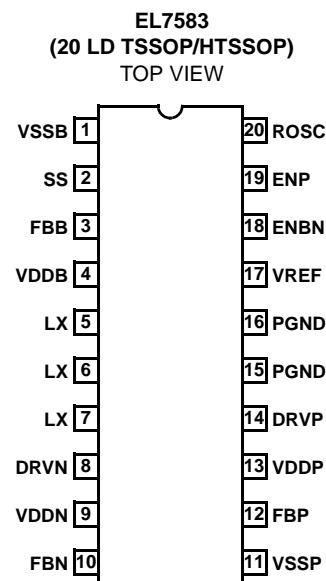 EL7583
(20 LD TSSOP/HTSSOP)
TOP VIEW
VSSB 1 20 ROSC
SS 2 19 ENP
FBB 3 18 ENBN
VDDB 4 17 VREF
LX 5 16 PGND
LX 6 15 PGND
LX 7 14 DRVP
DRVN 8 13 VDDP
VDDN 9 12 FBP
FBN 10 11 VSSP